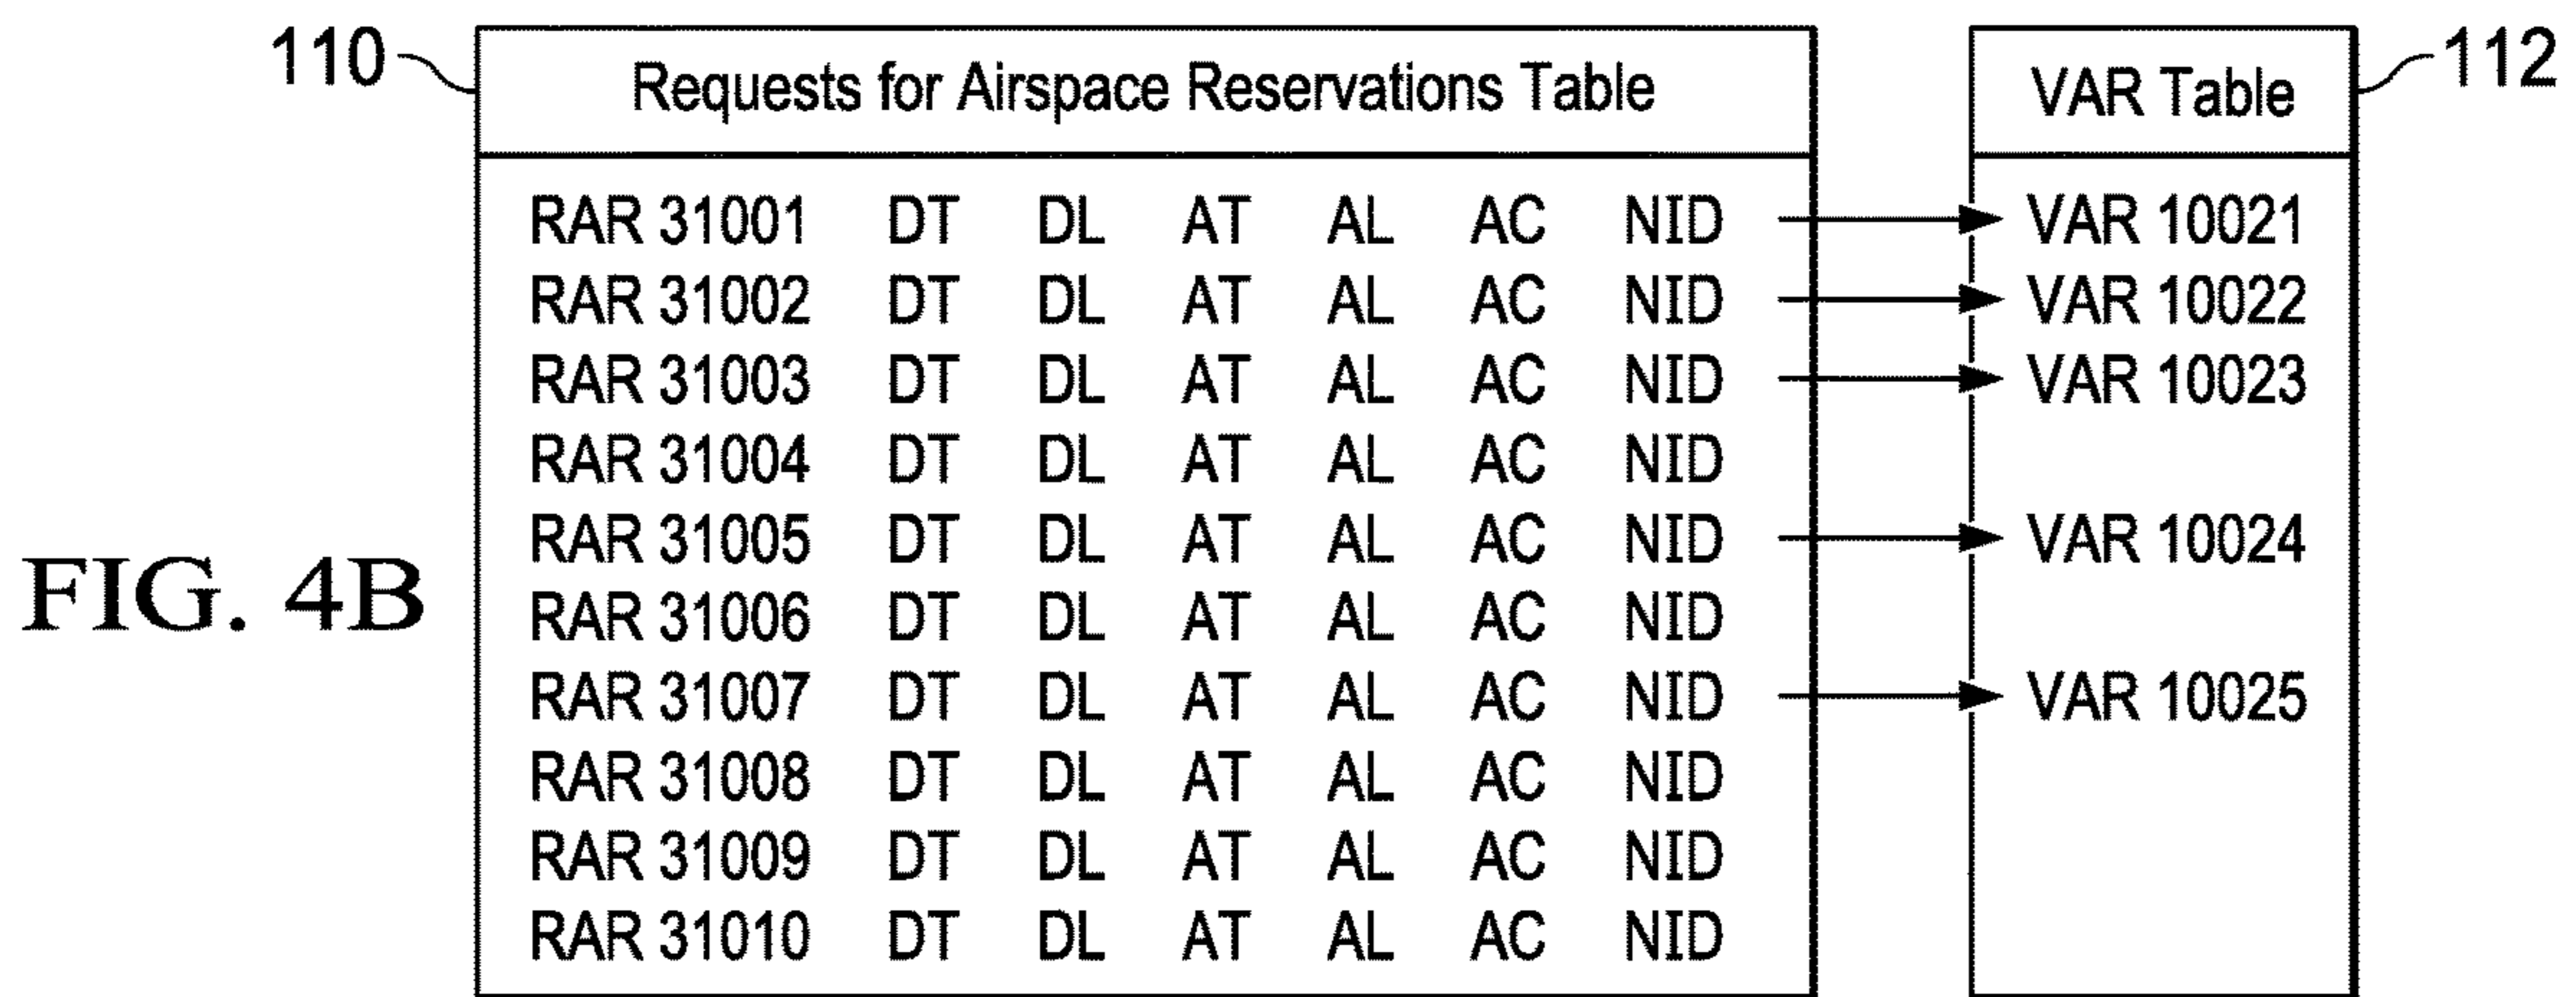 110 Requests for Airspace Reservations Table VAR Table 112
RAR 31001 DT DL AT AL AC NID VAR 10021
RAR 31002 DT DL AT AL AC NID VAR 10022
RAR 31003 DT DL AT AL AC NID VAR 10023
RAR 31004 DT DL AT AL AC NID
RAR 31005 DT DL AT AL AC NID VAR 10024
FIG. 4B
RAR 31006 DT DL AT AL AC NID
RAR 31007 DT DL AT AL AC NID VAR 10025
RAR 31008 DT DL AT AL AC NID
RAR 31009 DT DL AT AL AC NID
RAR 31010 DT DL AT AL AC NID